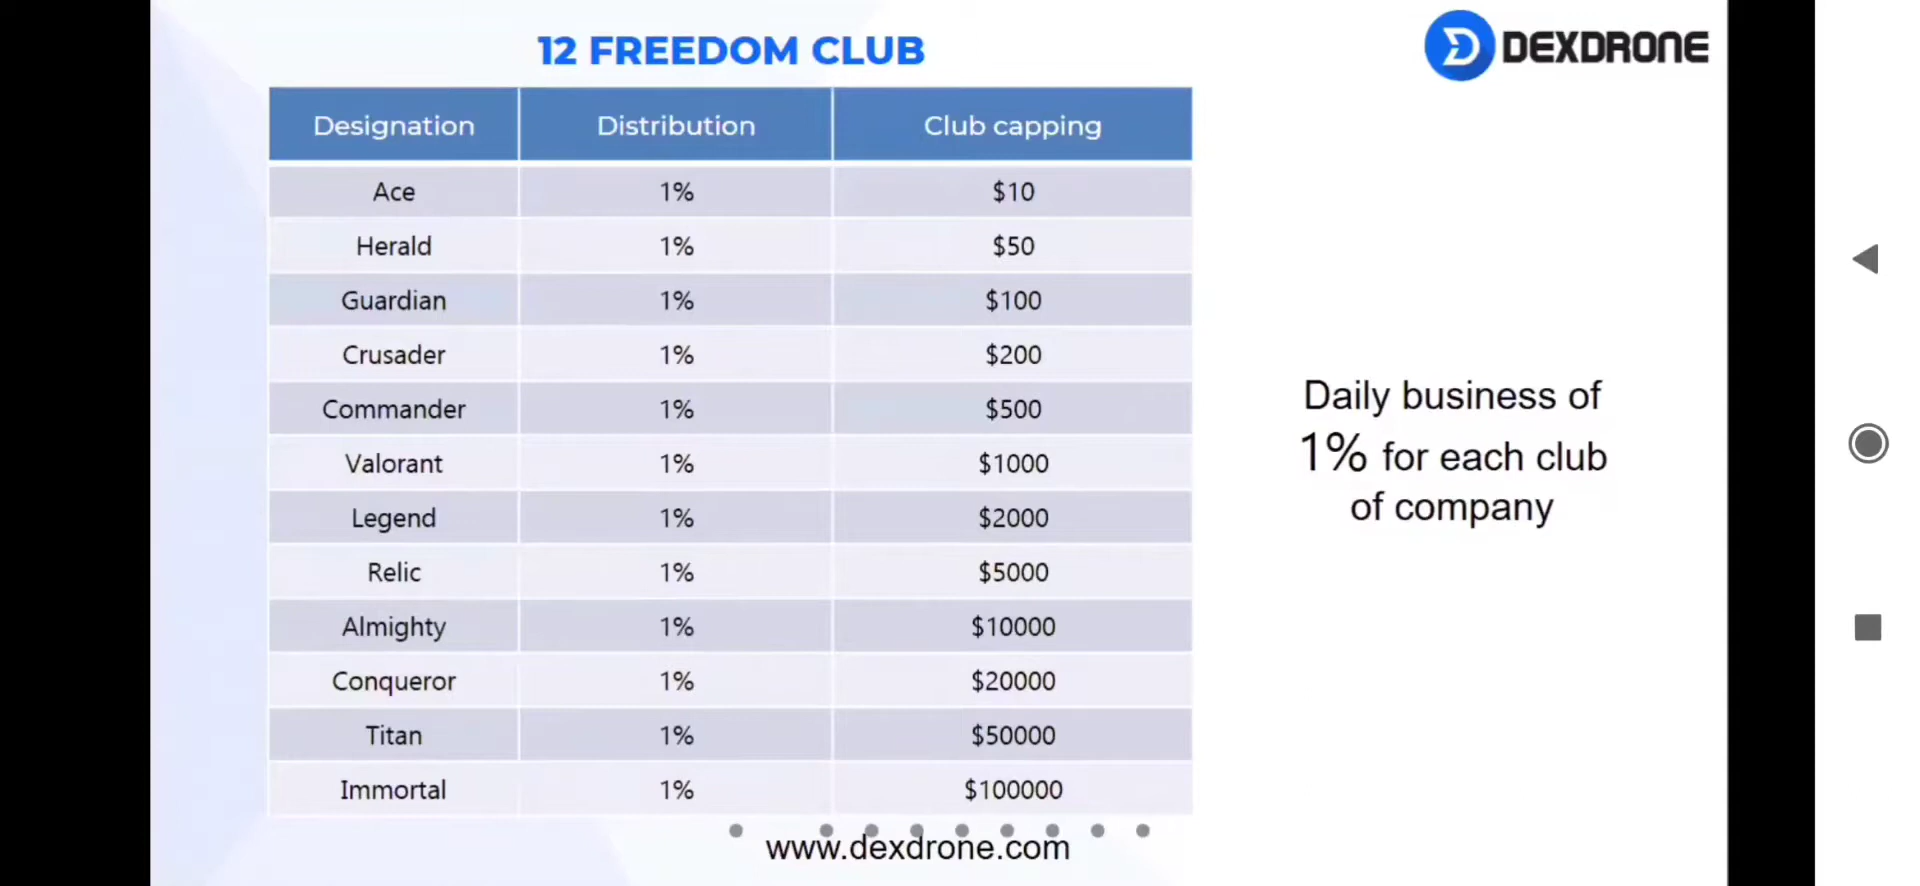 12 FREEDOM CLUB
DEXDRONE
Designation Distribution Club capping
Ace 1% $10
Herald 1% $50
Guardian 1% $100
Crusader 1% $200
Commander 1% $500
Valorant 1% $1000
Legend 1% $2000
Relic 1% $5000
Almighty 1% $10000
Conqueror 1% $20000
Titan 1% $50000
Immortal 1% $100000
Daily business of
1% for each club
of company
www.dexdrone.com